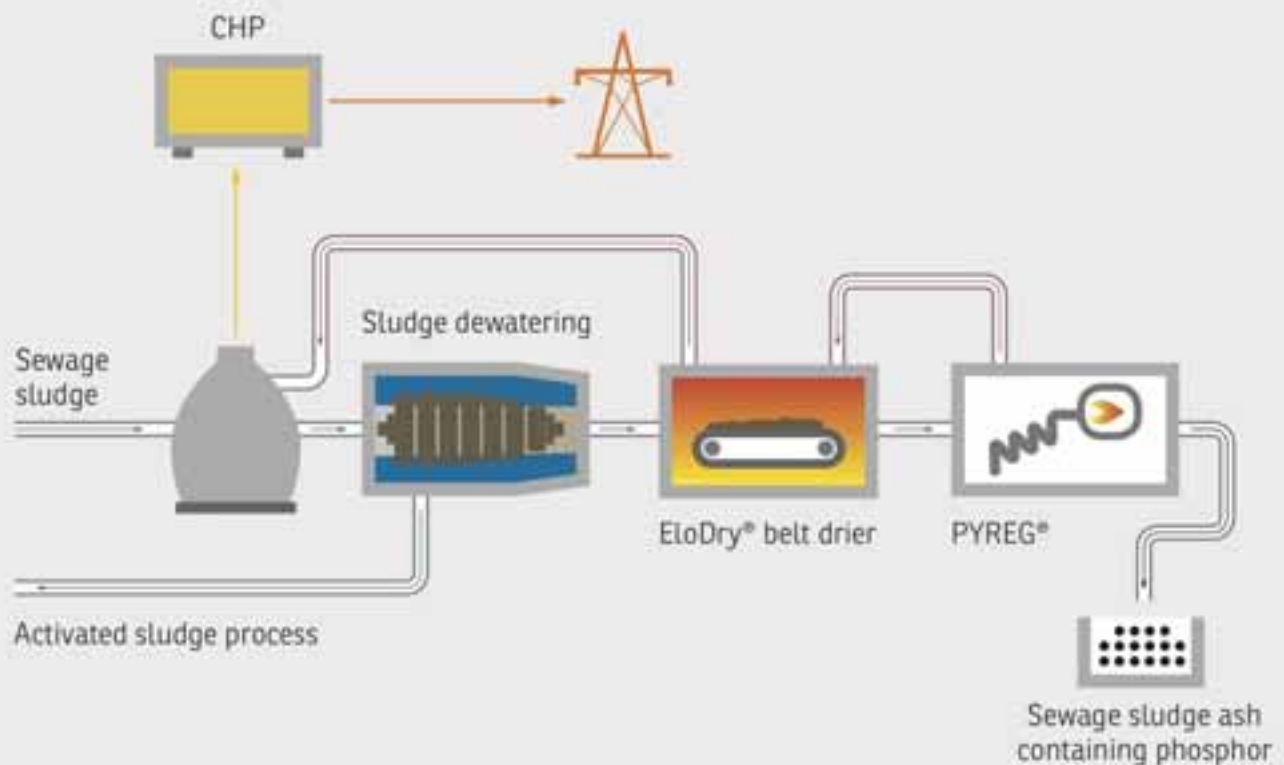 CHP
Sludge dewatering
Sewage
sludge
EloDry® belt drier
PYREG®
Activated sludge process
Sewage sludge ash
containing phosphor